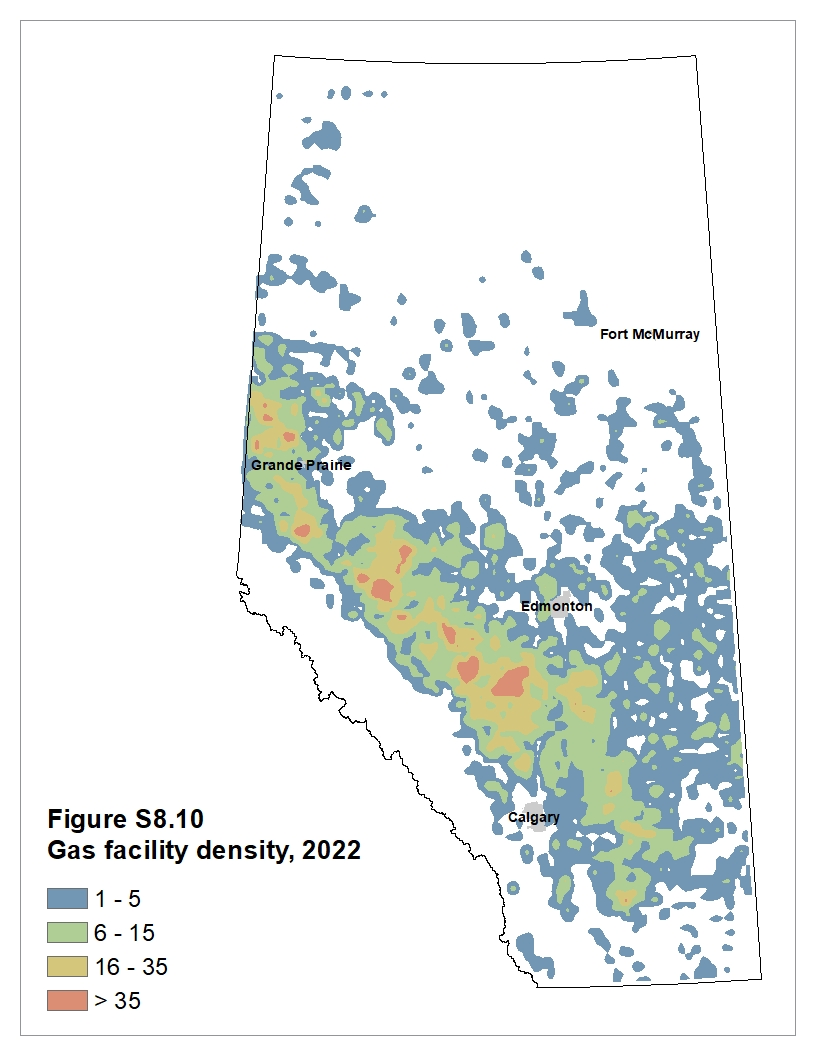 Fort McMurray
Grande Prairie
Edmonton
Calgary
Figure S8.10
Gas facility density, 2022
1 - 5
6 - 15
16 - 35
> 35